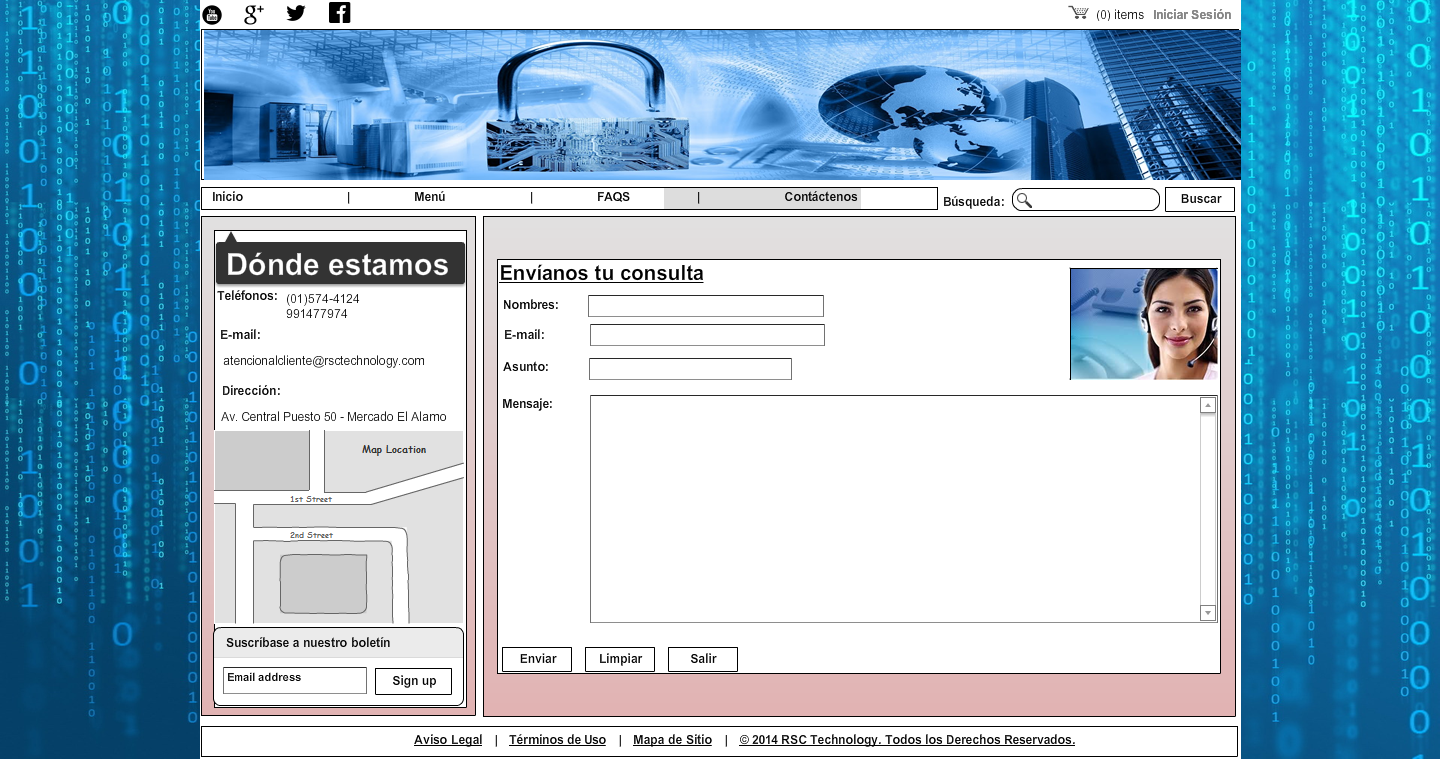 You
Tube
(0) items Iniciar Sesión
Inicio | Menú | FAQS | Contáctenos
Búsqueda: Buscar
Dónde estamos
Teléfonos: (01)574-4124
991477974
E-mail:
atencionalcliente@rsctechnology.com
Dirección:
Av. Central Puesto 50 - Mercado El Alamo
Map Location
1st Street
2nd Street
Suscríbase a nuestro boletín
Email address
Sign up
Envíanos tu consulta
Nombres:
E-mail:
Asunto:
Mensaje:
Enviar Limpiar Salir
Aviso Legal | Términos de Uso | Mapa de Sitio | © 2014 RSC Technology. Todos los Derechos Reservados.